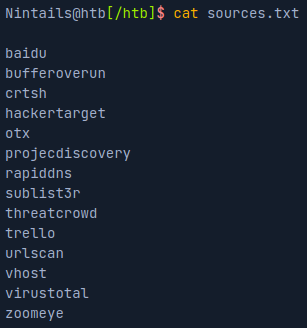 Nintails@htb[/htb]$ cat sources.txt
baidu
bufferoverun
crtsh
hackertarget
otx
projecdiscovery
rapiddns
sublist3r
threatcrowd
trello
urlscan
vhost
virustotal
zoomeye